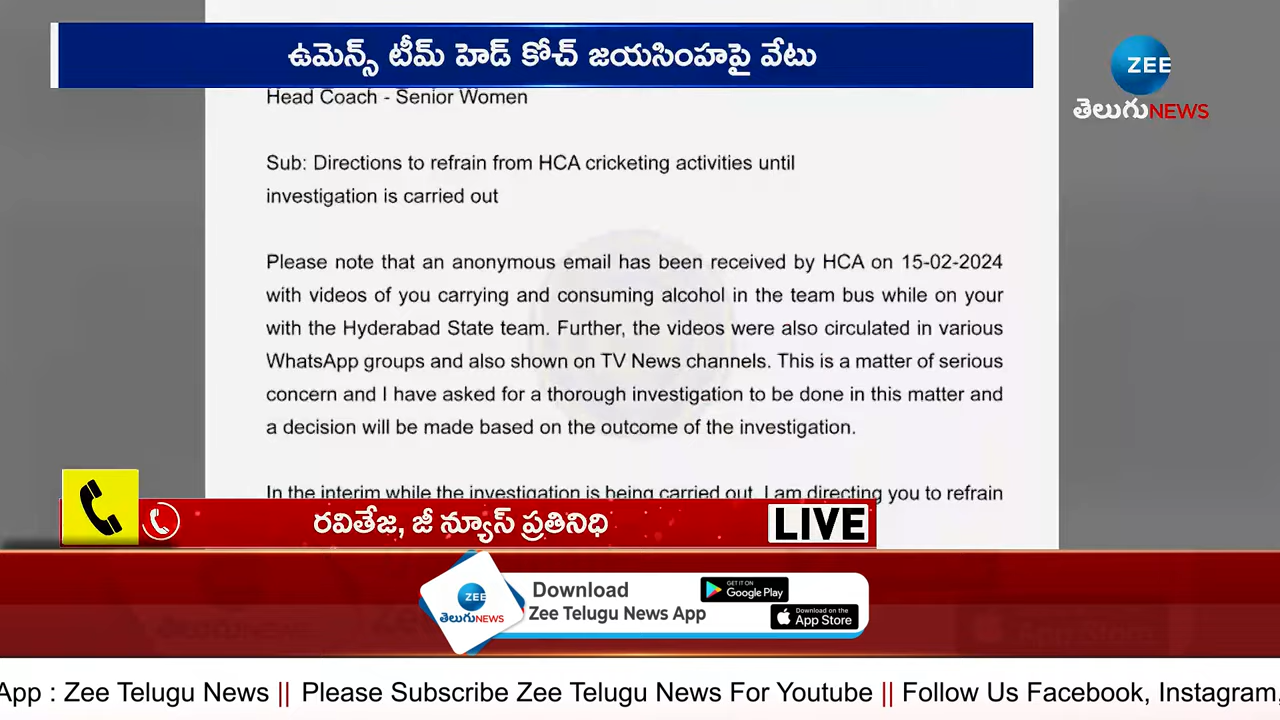 ఉమెన్స్ టీమ్ హెడ్ కోచ్ జయసింహపై వేటు
ZEE
తెలుగు NEWS
Head Coach - Senior Women
Sub: Directions to refrain from HCA cricketing activities until
investigation is carried out
Please note that an anonymous email has been received by HCA on 15-02-2024
with videos of you carrying and consuming alcohol in the team bus while on your
with the Hyderabad State team. Further, the videos were also circulated in various
WhatsApp groups and also shown on TV News channels. This is a matter of serious
concern and I have asked for a thorough investigation to be done in this matter and
a decision will be made based on the outcome of the investigation.
In the interim while the investigation is being carried out, I am directing you to refrain
రవితేజ, జీ న్యూస్ ప్రతినిధి
LIVE
ZEE
తెలుగు NEWS
Download
Zee Telugu News App
GET IT ON
Google Play
Download on the
App Store
App : Zee Telugu News || Please Subscribe Zee Telugu News For Youtube || Follow Us Facebook, Instagram,